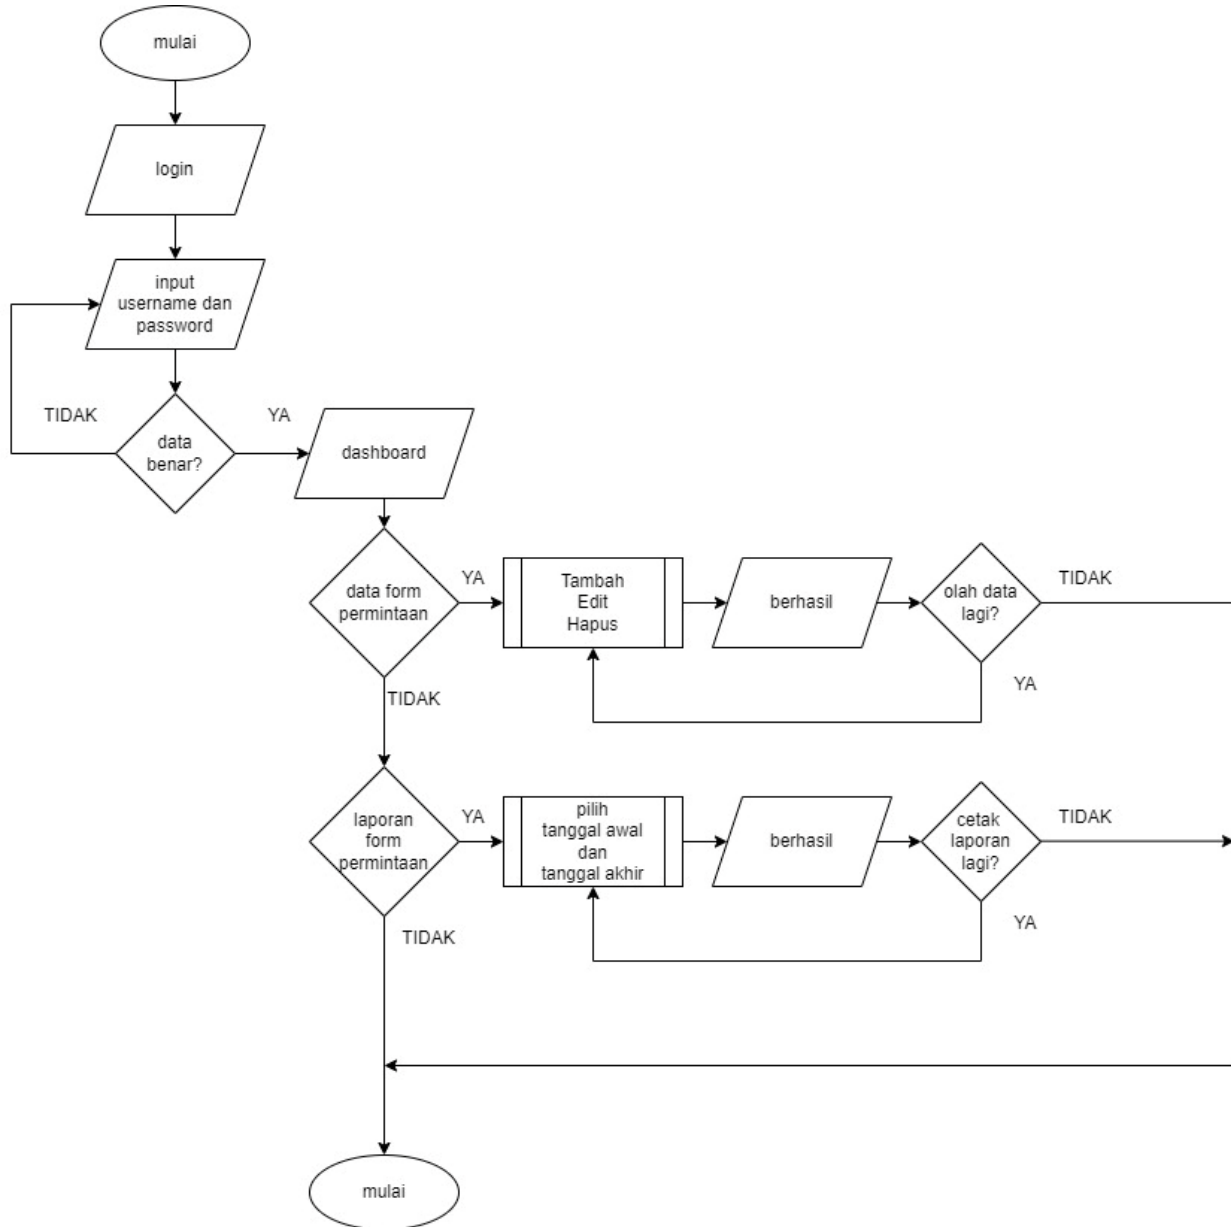 mulai
login
input
username dan
password
TIDAK
YA
data
benar?
dashboard
data form
permintaan
YA
Tambah
Edit
Hapus
berhasil
olah data
lagi?
TIDAK
YA
TIDAK
laporan
form
permintaan
YA
pilih
tanggal awal
dan
tanggal akhir
berhasil
cetak
laporan
lagi?
TIDAK
YA
TIDAK
mulai